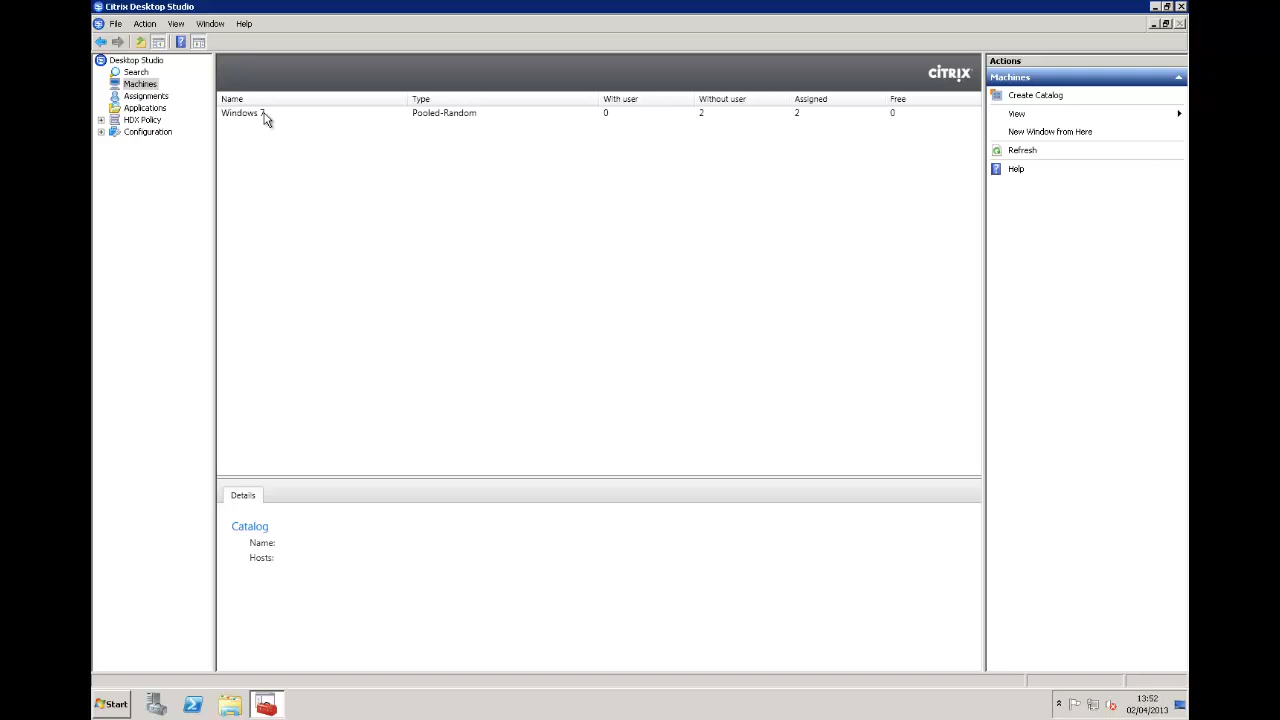 Citrix Desktop Studio
File Action View Window Help
Desktop Studio
Search
Machines
Assignments
Applications
HDX Policy
Configuration
CITRIX
Name Type With user Without user Assigned Free
Windows 7 Pooled-Random 0 2 2 0
Details
Catalog
Name:
Hosts:
Actions
Machines
Create Catalog
View
New Window from Here
Refresh
Help
Start
13:52
02/04/2013